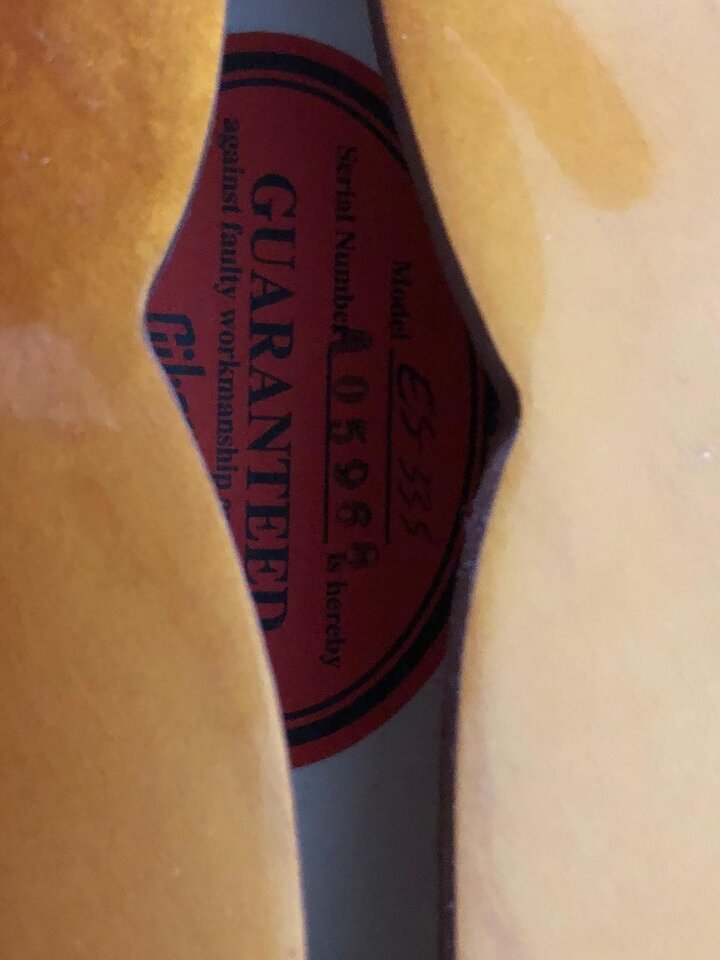 Model ES-335
Serial Number A05988 is hereby
GUARANTEED
against faulty workmanship